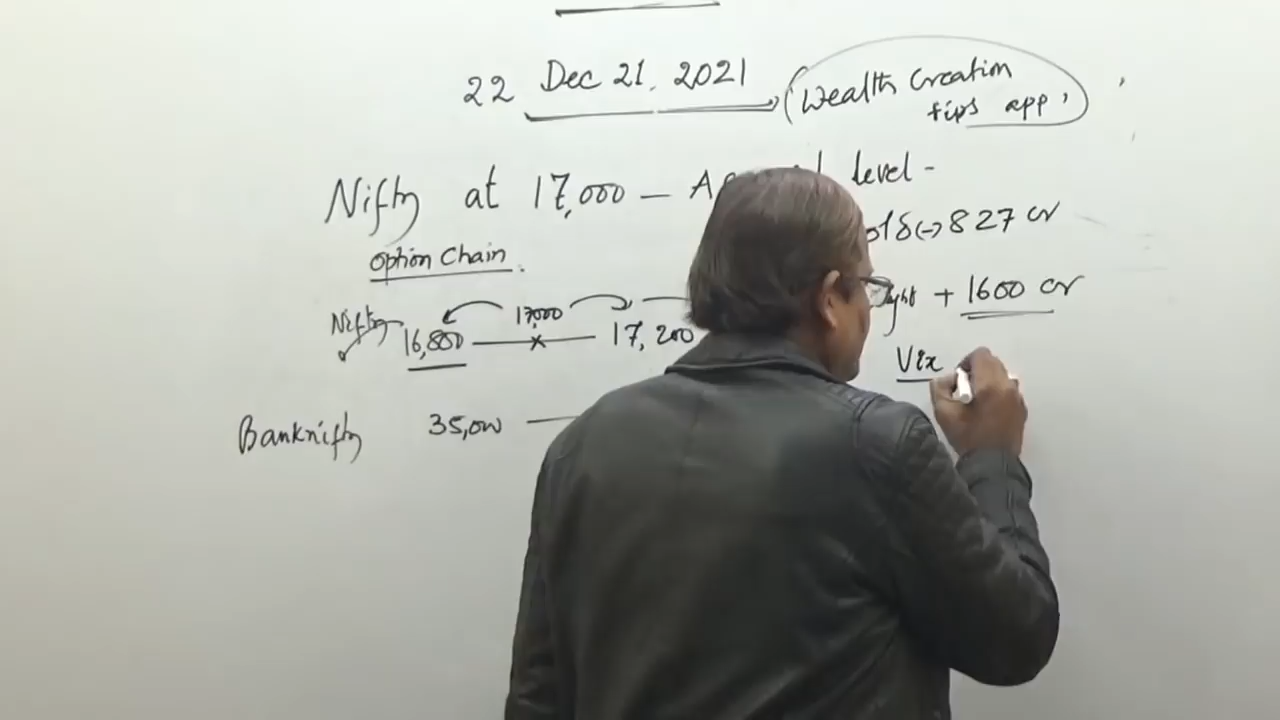 22 Dec 21, 2021 (Wealth Creation
tips app,
Nifty at 17,000 — level -
Option Chain.
sold (-) 827 cr
+ 1600 cr
Nifty 16,800 17,000 17,200
Vix
Banknifty 35,000